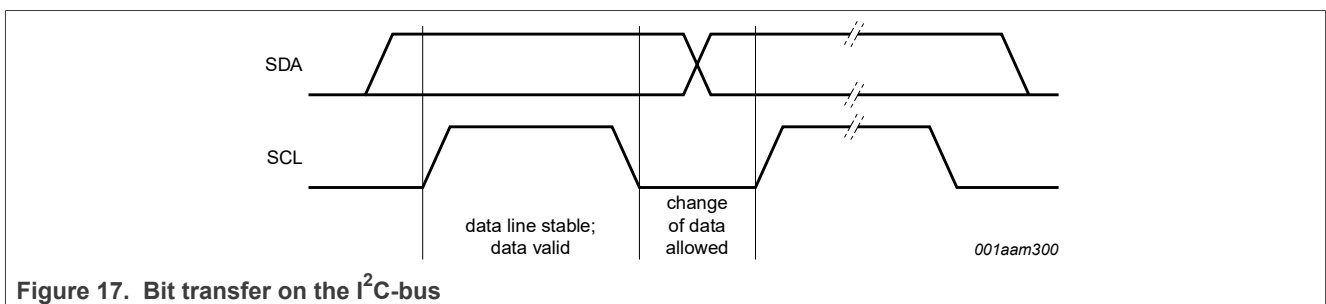 SDA
SCL
data line stable;
data valid
change
of data
allowed
001aam300
Figure 17. Bit transfer on the I²C-bus